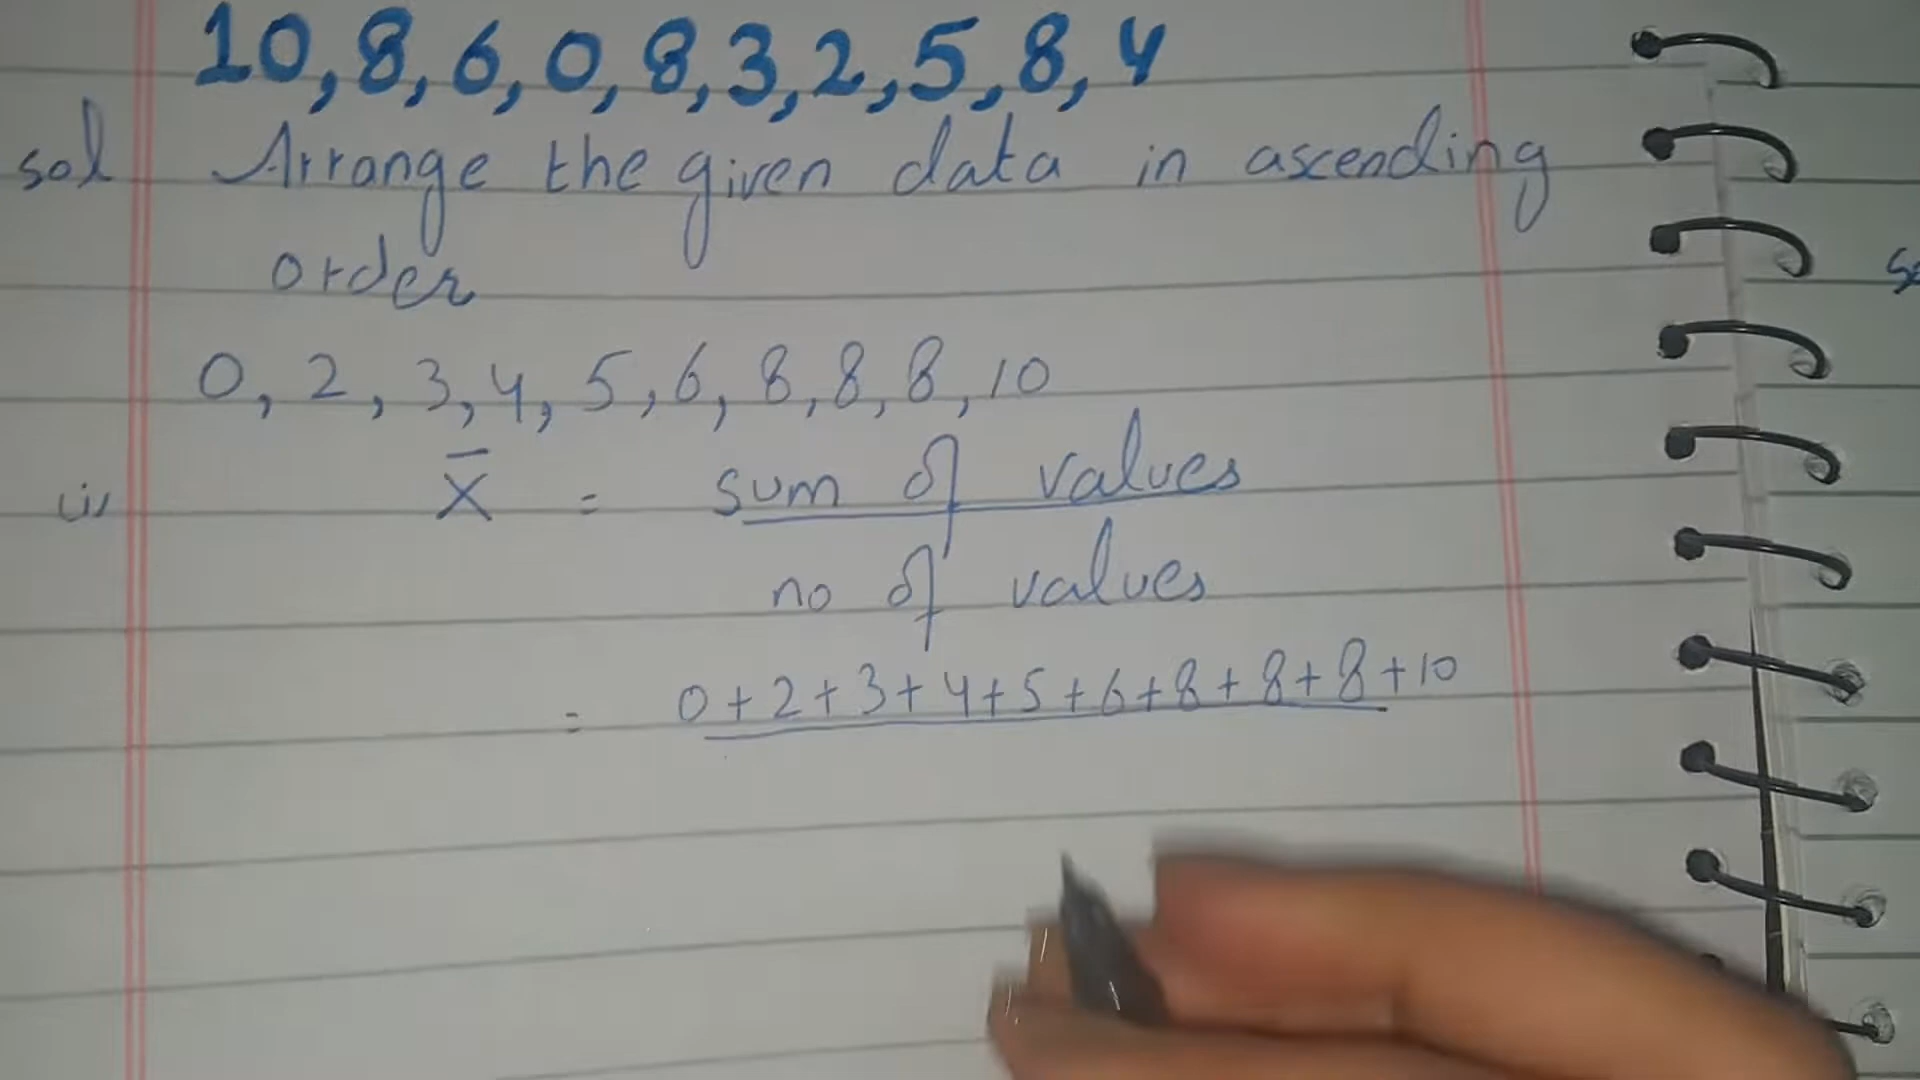 10, 8, 6, 0, 8, 3, 2, 5, 8, 4
sol Arrange the given data in ascending
order
0, 2, 3, 4, 5, 6, 8, 8, 8, 10
X̄ = sum of values
no of values
= 0 + 2 + 3 + 4 + 5 + 6 + 8 + 8 + 8 + 10